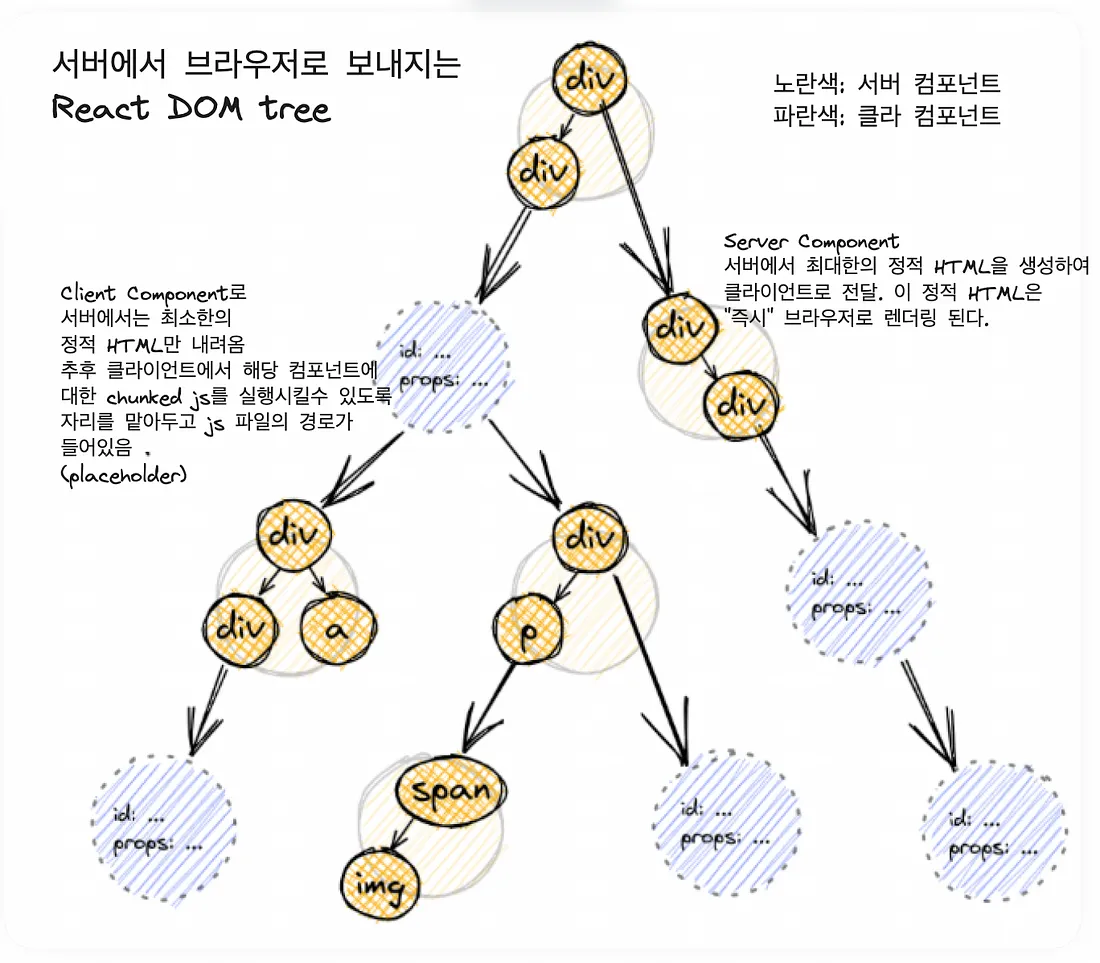 서버에서 브라우저로 보내지는
React DOM tree
노란색: 서버 컴포넌트
파란색: 클라 컴포넌트
div
div
Server Component
서버에서 최대한의 정적 HTML을 생성하여
클라이언트로 전달. 이 정적 HTML은
"즉시" 브라우저로 렌더링 된다.
Client Component로
서버에서는 최소한의
정적 HTML만 내려옴
추후 클라이언트에서 해당 컴포넌트에
대한 chunked js를 실행시킬수 있도록
자리를 맡아두고 js 파일의 경로가
들어있음 .
(placeholder)
id: ...
props: ...
div
div
div
div
a
div
p
id: ...
props: ...
id: ...
props: ...
span
img
id: ...
props: ...
id: ...
props: ...